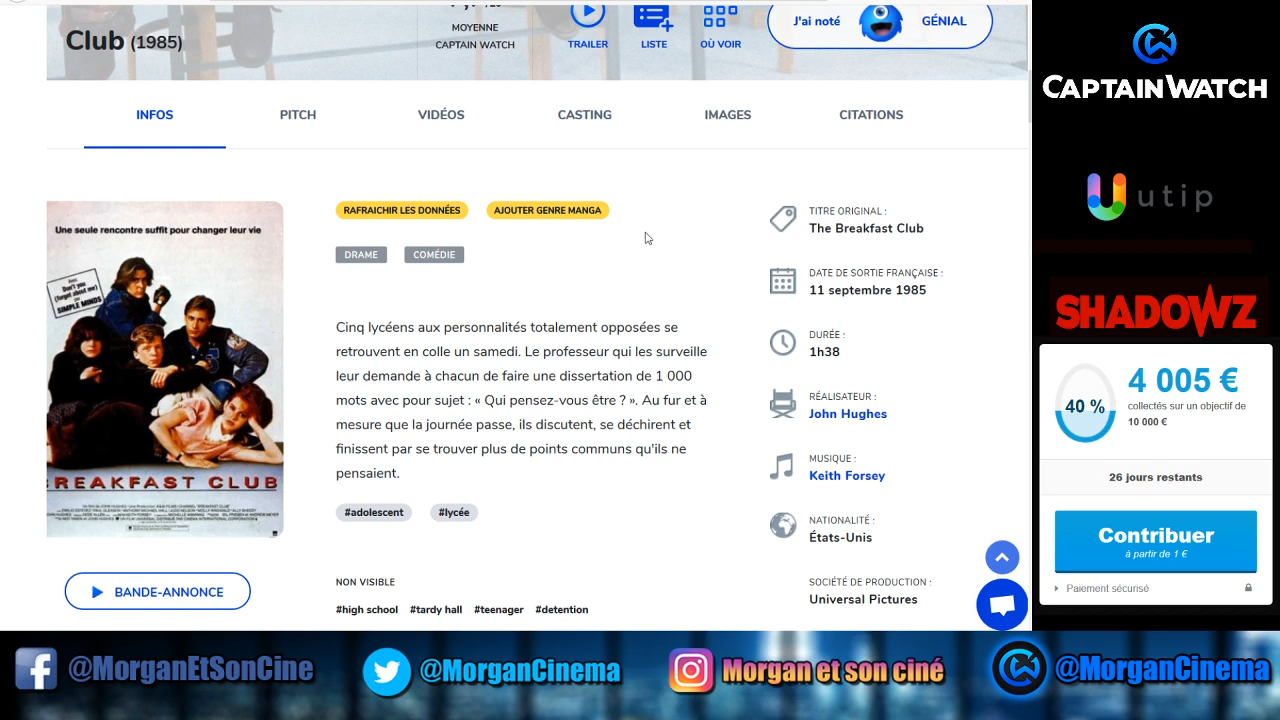 Club (1985)
MOYENNE
CAPTAIN WATCH
TRAILER
LISTE
OÙ VOIR
J'ai noté
GÉNIAL
INFOS
PITCH
VIDÉOS
CASTING
IMAGES
CITATIONS
Une seule rencontre suffit pour changer leur vie
Avec
Don't you
(forget about me)
par
SIMPLE MINDS
BREAKFAST CLUB
BANDE-ANNONCE
RAFRAICHIR LES DONNÉES
AJOUTER GENRE MANGA
DRAME
COMÉDIE
Cinq lycéens aux personnalités totalement opposées se
retrouvent en colle un samedi. Le professeur qui les surveille
leur demande à chacun de faire une dissertation de 1 000
mots avec pour sujet : « Qui pensez-vous être ? ». Au fur et à
mesure que la journée passe, ils discutent, se déchirent et
finissent par se trouver plus de points communs qu'ils ne
pensaient.
#adolescent
#lycée
NON VISIBLE
#high school #tardy hall #teenager #detention
TITRE ORIGINAL :
The Breakfast Club
DATE DE SORTIE FRANÇAISE :
11 septembre 1985
DURÉE :
1h38
RÉALISATEUR :
John Hughes
MUSIQUE :
Keith Forsey
NATIONALITÉ :
États-Unis
SOCIÉTÉ DE PRODUCTION :
Universal Pictures
CAPTAINWATCH
utip
SHADOWZ
40 %
4 005 €
collectés sur un objectif de
10 000 €
26 jours restants
Contribuer
à partir de 1 €
Paiement sécurisé
@MorganEtSonCine
@MorganCinema
Morgan et son ciné
@MorganCinema